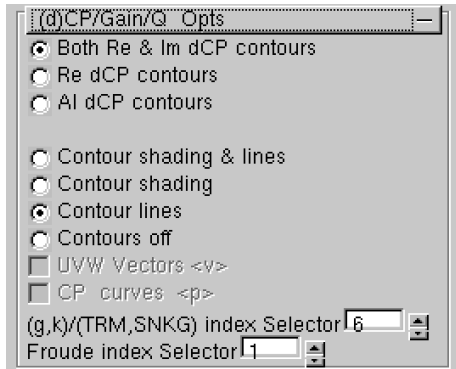 (d)CP/Gain/Q Opts
Both Re & Im dCP contours
Re dCP contours
AI dCP contours
Contour shading & lines
Contour shading
Contour lines
Contours off
UVW Vectors <v>
CP curves <p>
(g,k)/(TRM,SNKG) index Selector 6
Froude index Selector 1